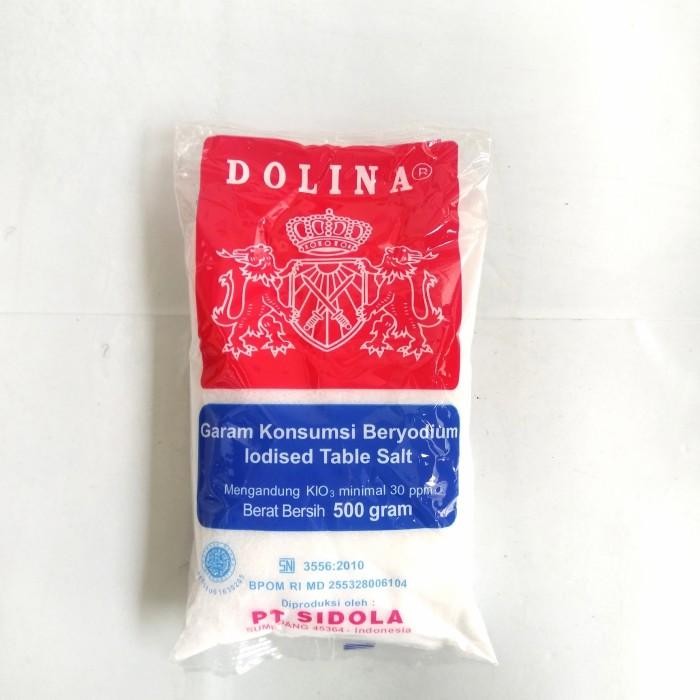 DOLINA ®
Garam Konsumsi Beryodium
Iodised Table Salt
Mengandung KIO₃ minimal 30 ppm
Berat Bersih 500 gram
SNI 3556:2010
BPOM RI MD 255328006104
Diproduksi oleh :
PT SIDOLA
SUMEDANG 45364 - Indonesia